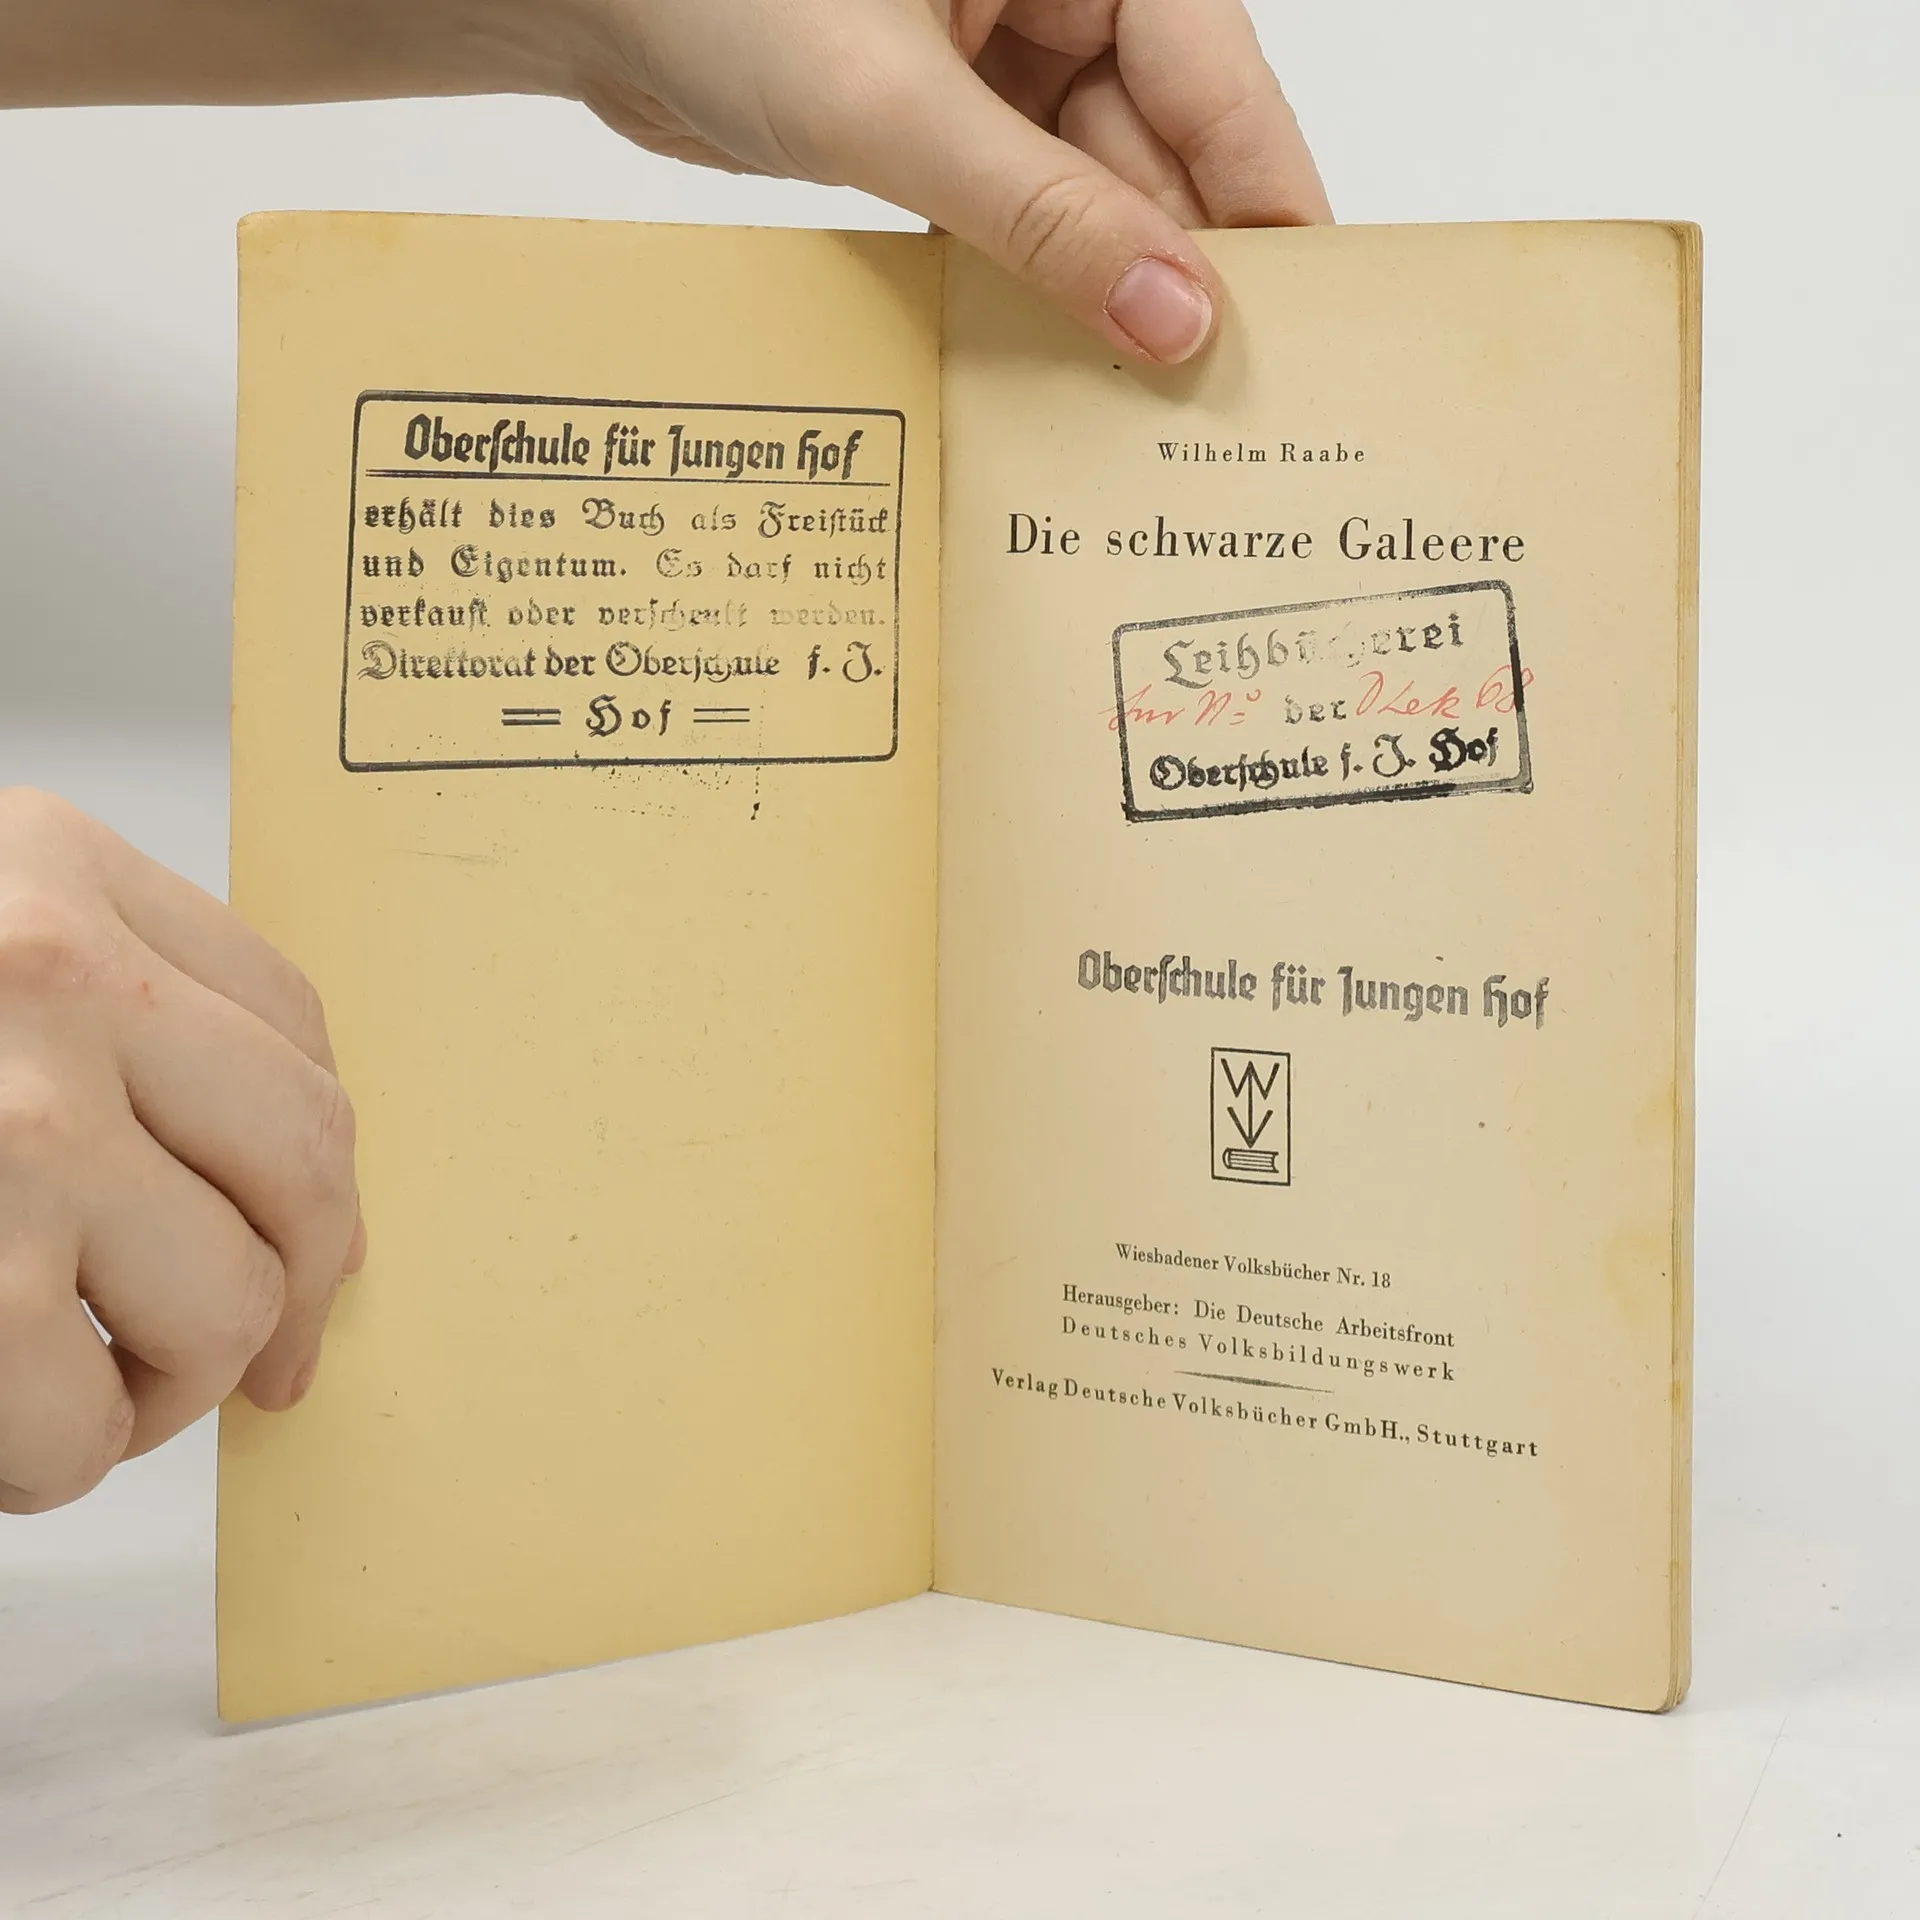 Oberschule für Jungen Hof
erhält dies Buch als Freistück
und Eigentum. Es darf nicht
verkauft oder verschenkt werden.
Direktorat der Oberschule f. J.
Hof
Wilhelm Raabe
Die schwarze Galeere
Leihbücherei
der
Oberschule f. J. Hof
Oberschule für Jungen Hof
Wiesbadener Volksbücher Nr. 18
Herausgeber: Die Deutsche Arbeitsfront
Deutsches Volksbildungswerk
Verlag Deutsche Volksbücher GmbH., Stuttgart